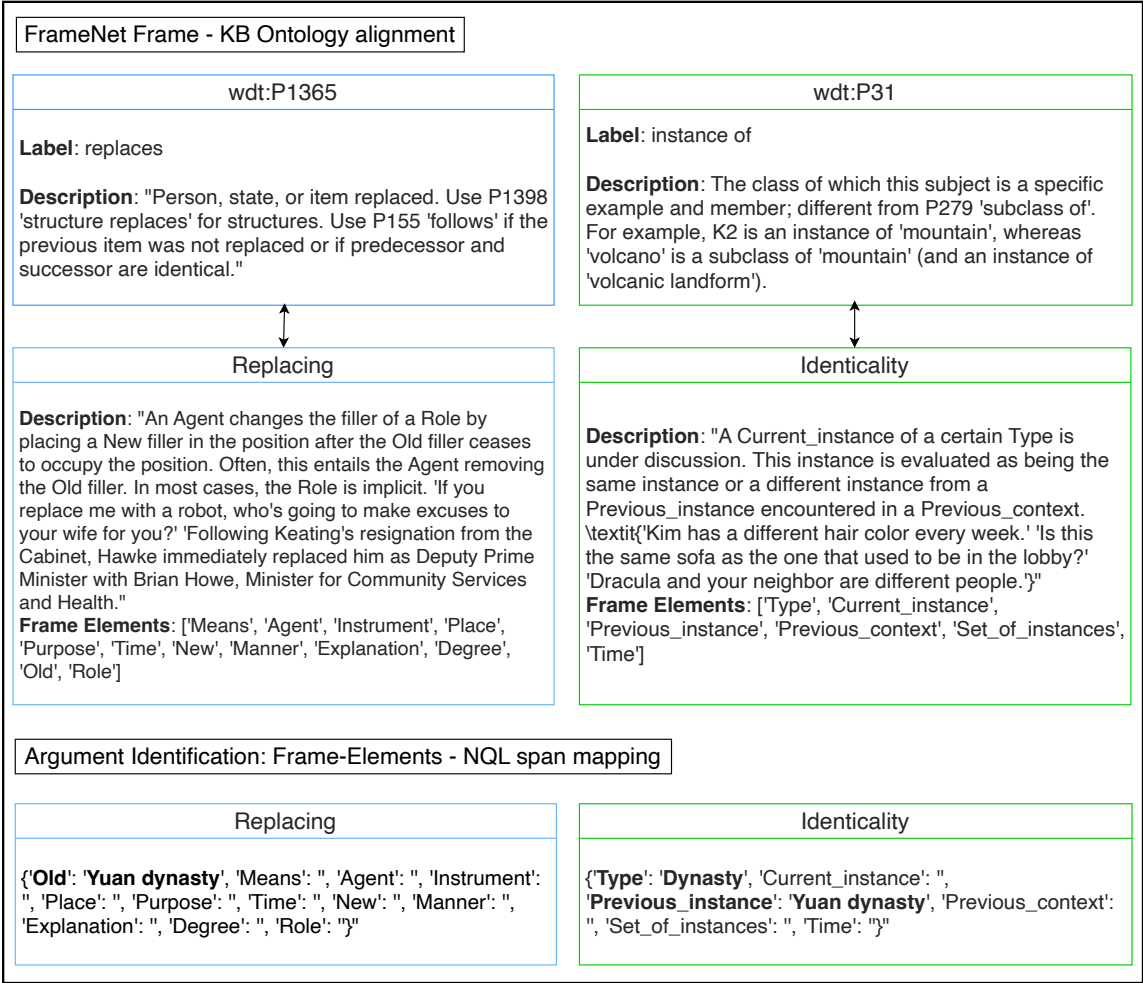 FrameNet Frame - KB Ontology alignment
wdt:P1365
Label: replaces
Description: "Person, state, or item replaced. Use P1398
'structure replaces' for structures. Use P155 'follows' if the
previous item was not replaced or if predecessor and
successor are identical."
wdt:P31
Label: instance of
Description: The class of which this subject is a specific
example and member; different from P279 'subclass of'.
For example, K2 is an instance of 'mountain', whereas
'volcano' is a subclass of 'mountain' (and an instance of
'volcanic landform').
Replacing
Description: "An Agent changes the filler of a Role by
placing a New filler in the position after the Old filler ceases
to occupy the position. Often, this entails the Agent removing
the Old filler. In most cases, the Role is implicit. 'If you
replace me with a robot, who's going to make excuses to
your wife for you?' 'Following Keating's resignation from the
Cabinet, Hawke immediately replaced him as Deputy Prime
Minister with Brian Howe, Minister for Community Services
and Health."
Frame Elements: ['Means', 'Agent', 'Instrument', 'Place',
'Purpose', 'Time', 'New', 'Manner', 'Explanation', 'Degree',
'Old', 'Role']
Identicality
Description: "A Current_instance of a certain Type is
under discussion. This instance is evaluated as being the
same instance or a different instance from a
Previous_instance encountered in a Previous_context.
\textit{'Kim has a different hair color every week.' 'Is this
the same sofa as the one that used to be in the lobby?'
'Dracula and your neighbor are different people.'}"
Frame Elements: ['Type', 'Current_instance',
'Previous_instance', 'Previous_context', 'Set_of_instances',
'Time']
Argument Identification: Frame-Elements - NQL span mapping
Replacing
{'Old': 'Yuan dynasty', 'Means': '', 'Agent': '', 'Instrument':
'', 'Place': '', 'Purpose': '', 'Time': '', 'New': '', 'Manner': '',
'Explanation': '', 'Degree': '', 'Role': ''}"
Identicality
{'Type': 'Dynasty', 'Current_instance': '',
'Previous_instance': 'Yuan dynasty', 'Previous_context':
'', 'Set_of_instances': '', 'Time': ''}"